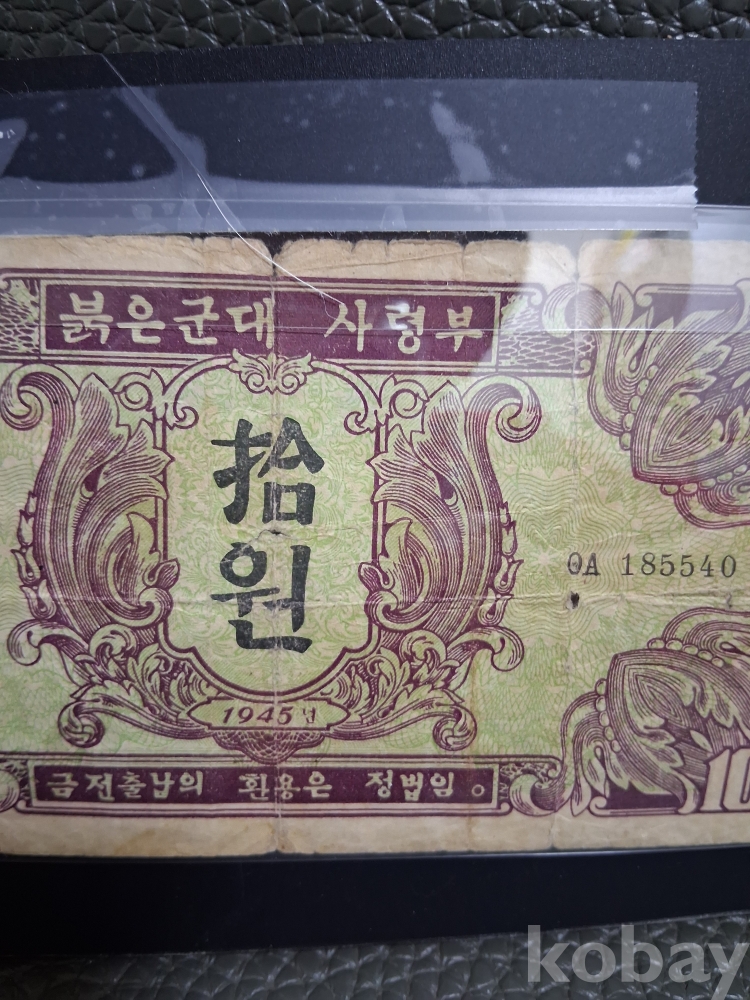 붉은군대 사령부
拾
원
0A 185540
1945년
금전출납의 환용은 정법임。
10
kobay